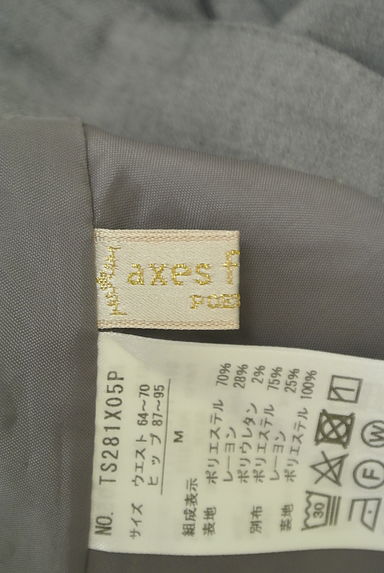 axes
NO. TS281X05P
サイズ ウエスト 64～70
ヒップ 87～95
M
組成表示
表地 ポリエステル 70%
レーヨン 28%
ポリウレタン 2%
別布 ポリエステル 75%
レーヨン 25%
裏地 ポリエステル 100%
30
F
W